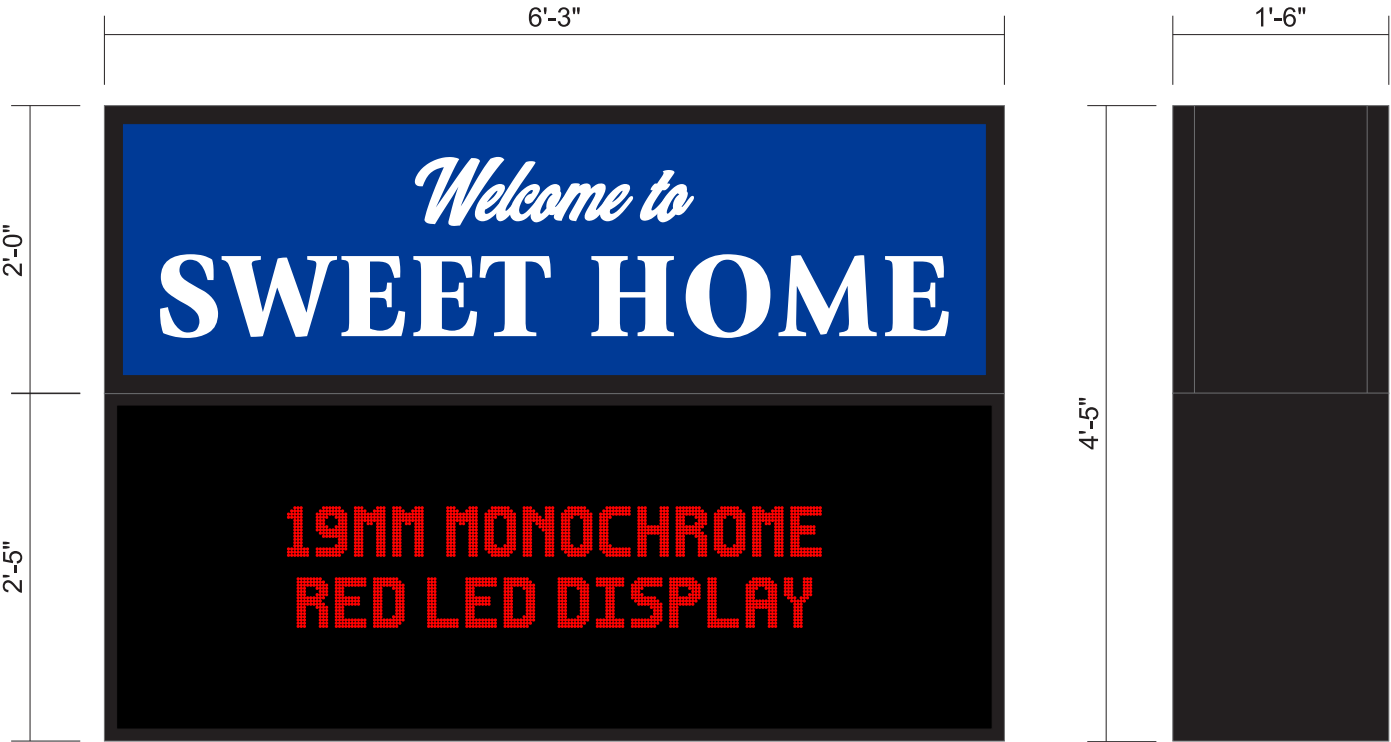 6'-3"
1'-6"
2'-0"
Welcome to
SWEET HOME
4'-5"
2'-5"
19MM MONOCHROME
RED LED DISPLAY